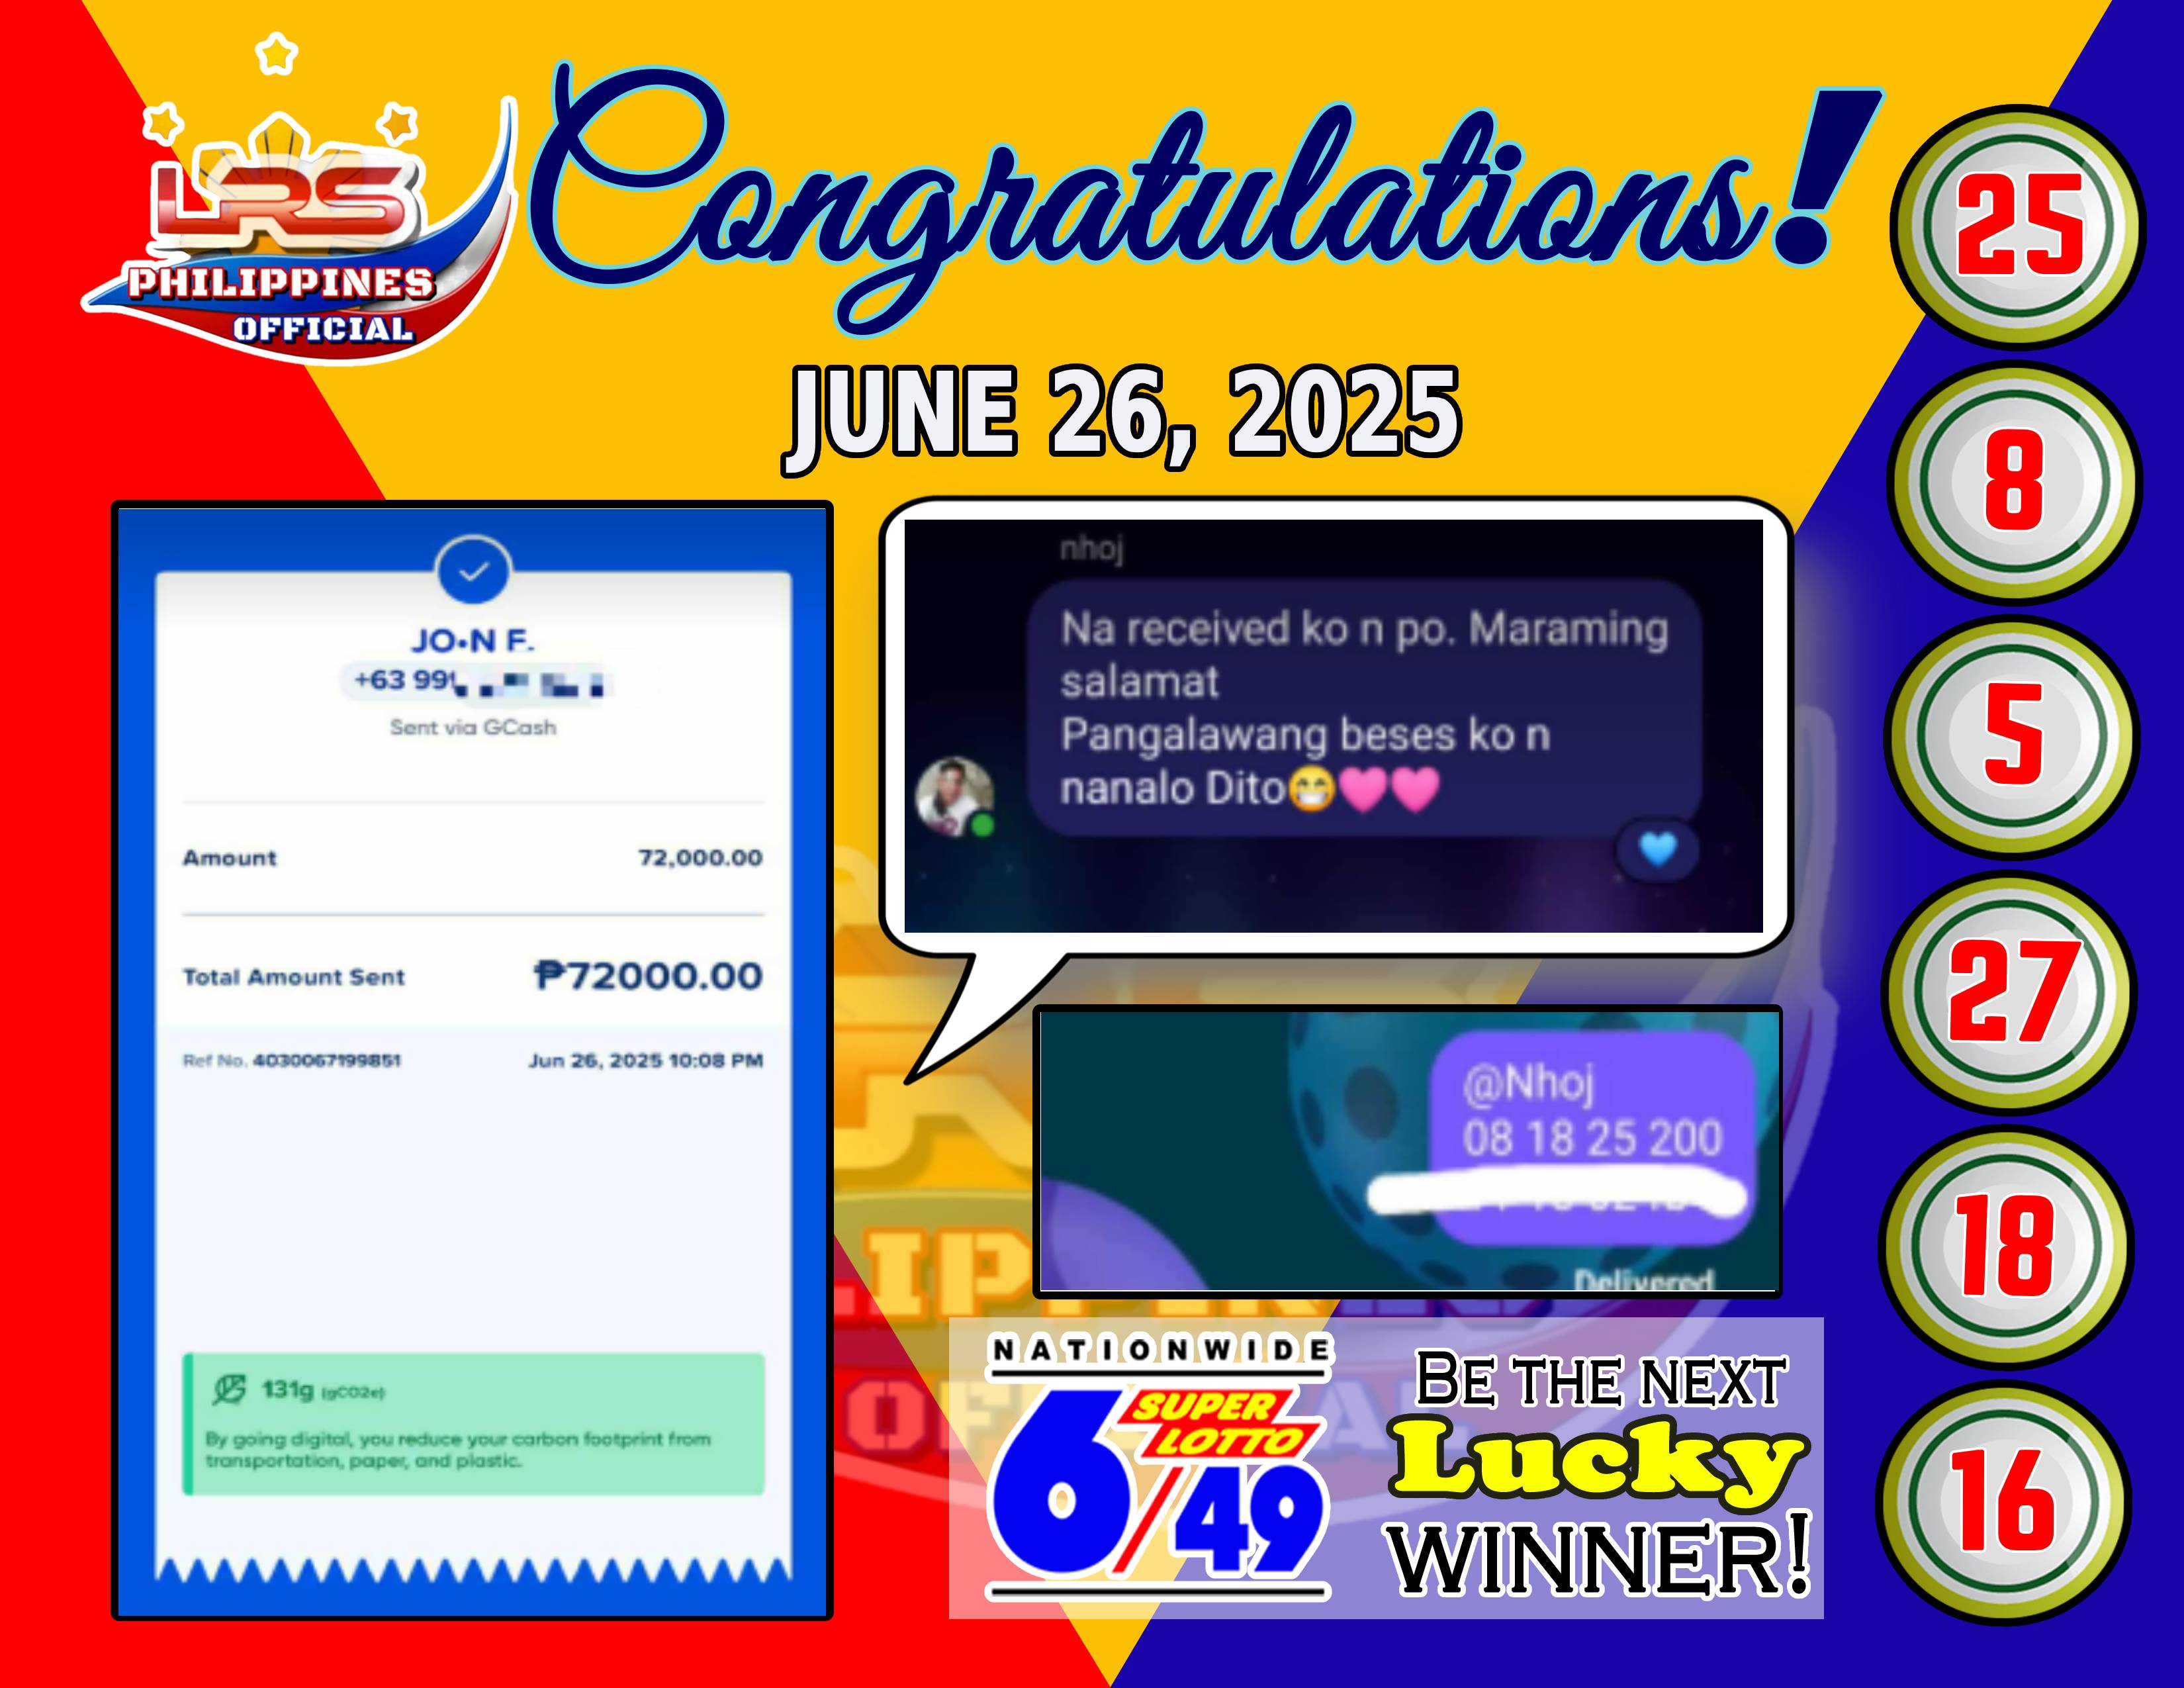 LRS
PHILIPPINES
OFFICIAL
Congratulations!
JUNE 26, 2025
JO•N F.
+63 99
Sent via GCash
Amount 72,000.00
Total Amount Sent ₱72000.00
Ref No. 4030067199851 Jun 26, 2025 10:08 PM
131g (gCO2e)
By going digital, you reduce your carbon footprint from
transportation, paper, and plastic.
nhoj
Na received ko n po. Maraming
salamat
Pangalawang beses ko n
nanalo Dito😁💗💗
💙
@Nhoj
08 18 25 200
Delivered
NATIONWIDE
SUPER
LOTTO
6/49
BE THE NEXT
Lucky
WINNER!
25
8
5
27
18
16